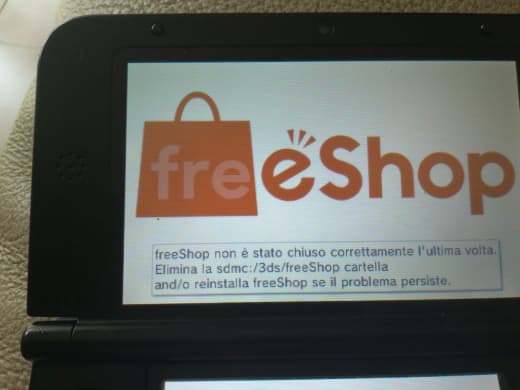 freeShop
freeShop non è stato chiuso correttamente l'ultima volta.
Elimina la sdmc:/3ds/freeShop cartella
and/o reinstalla freeShop se il problema persiste.